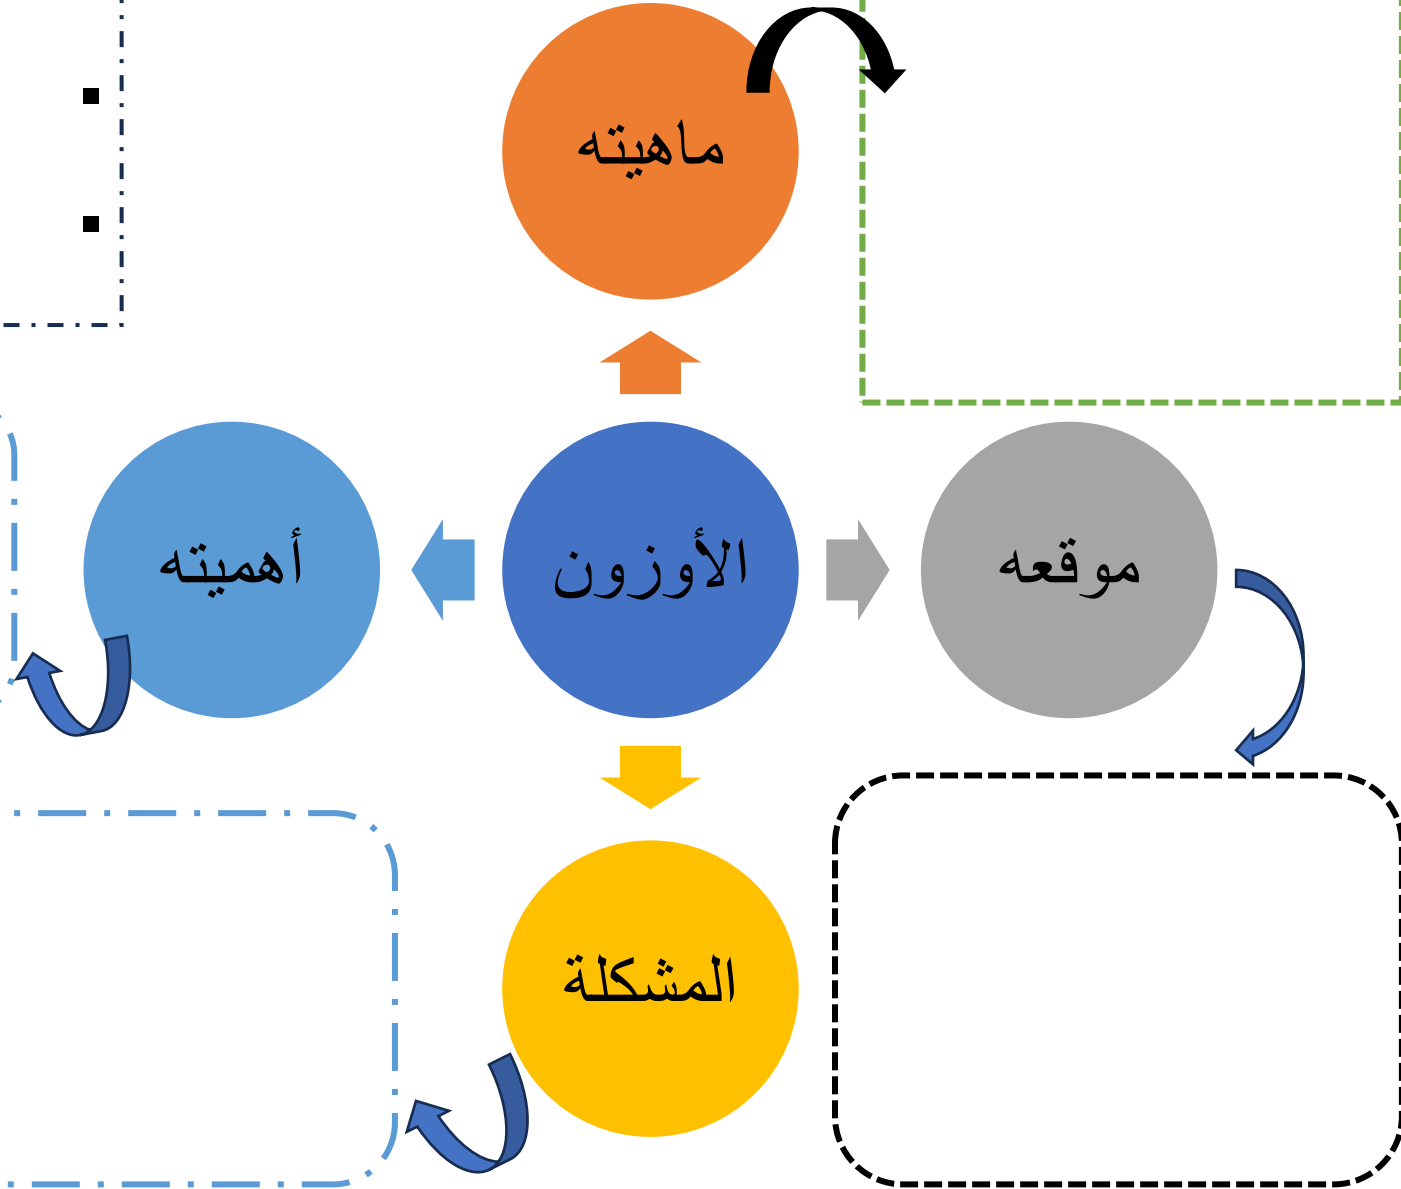 ماهيته
موقعه
الأوزون
أهميته
المشكلة